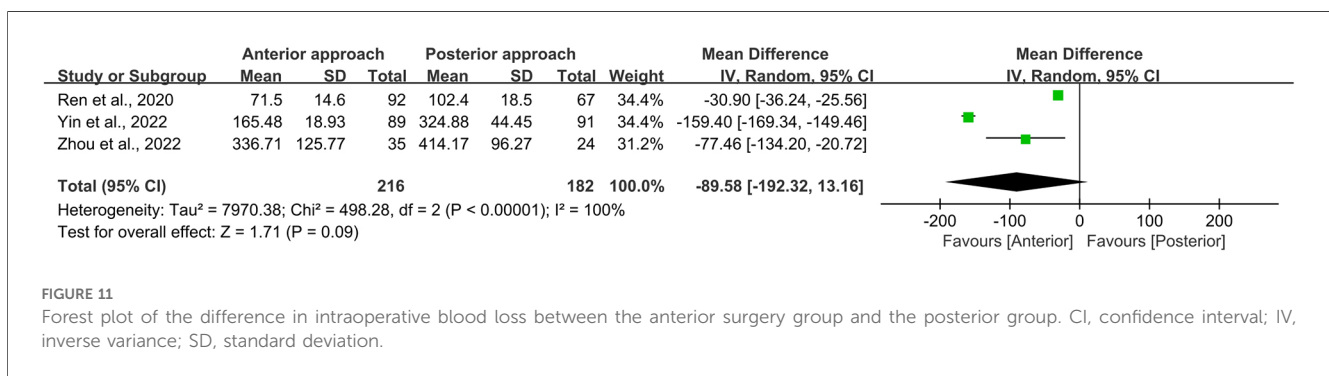 Anterior approach Posterior approach Mean Difference Mean Difference
Study or Subgroup Mean SD Total Mean SD Total Weight IV, Random, 95% CI IV, Random, 95% CI
Ren et al., 2020 71.5 14.6 92 102.4 18.5 67 34.4% -30.90 [-36.24, -25.56]
Yin et al., 2022 165.48 18.93 89 324.88 44.45 91 34.4% -159.40 [-169.34, -149.46]
Zhou et al., 2022 336.71 125.77 35 414.17 96.27 24 31.2% -77.46 [-134.20, -20.72]
Total (95% CI) 216 182 100.0% -89.58 [-192.32, 13.16]
Heterogeneity: Tau² = 7970.38; Chi² = 498.28, df = 2 (P < 0.00001); I² = 100%
Test for overall effect: Z = 1.71 (P = 0.09)
-200 -100 0 100 200
Favours [Anterior] Favours [Posterior]
FIGURE 11
Forest plot of the difference in intraoperative blood loss between the anterior surgery group and the posterior group. CI, confidence interval; IV,
inverse variance; SD, standard deviation.